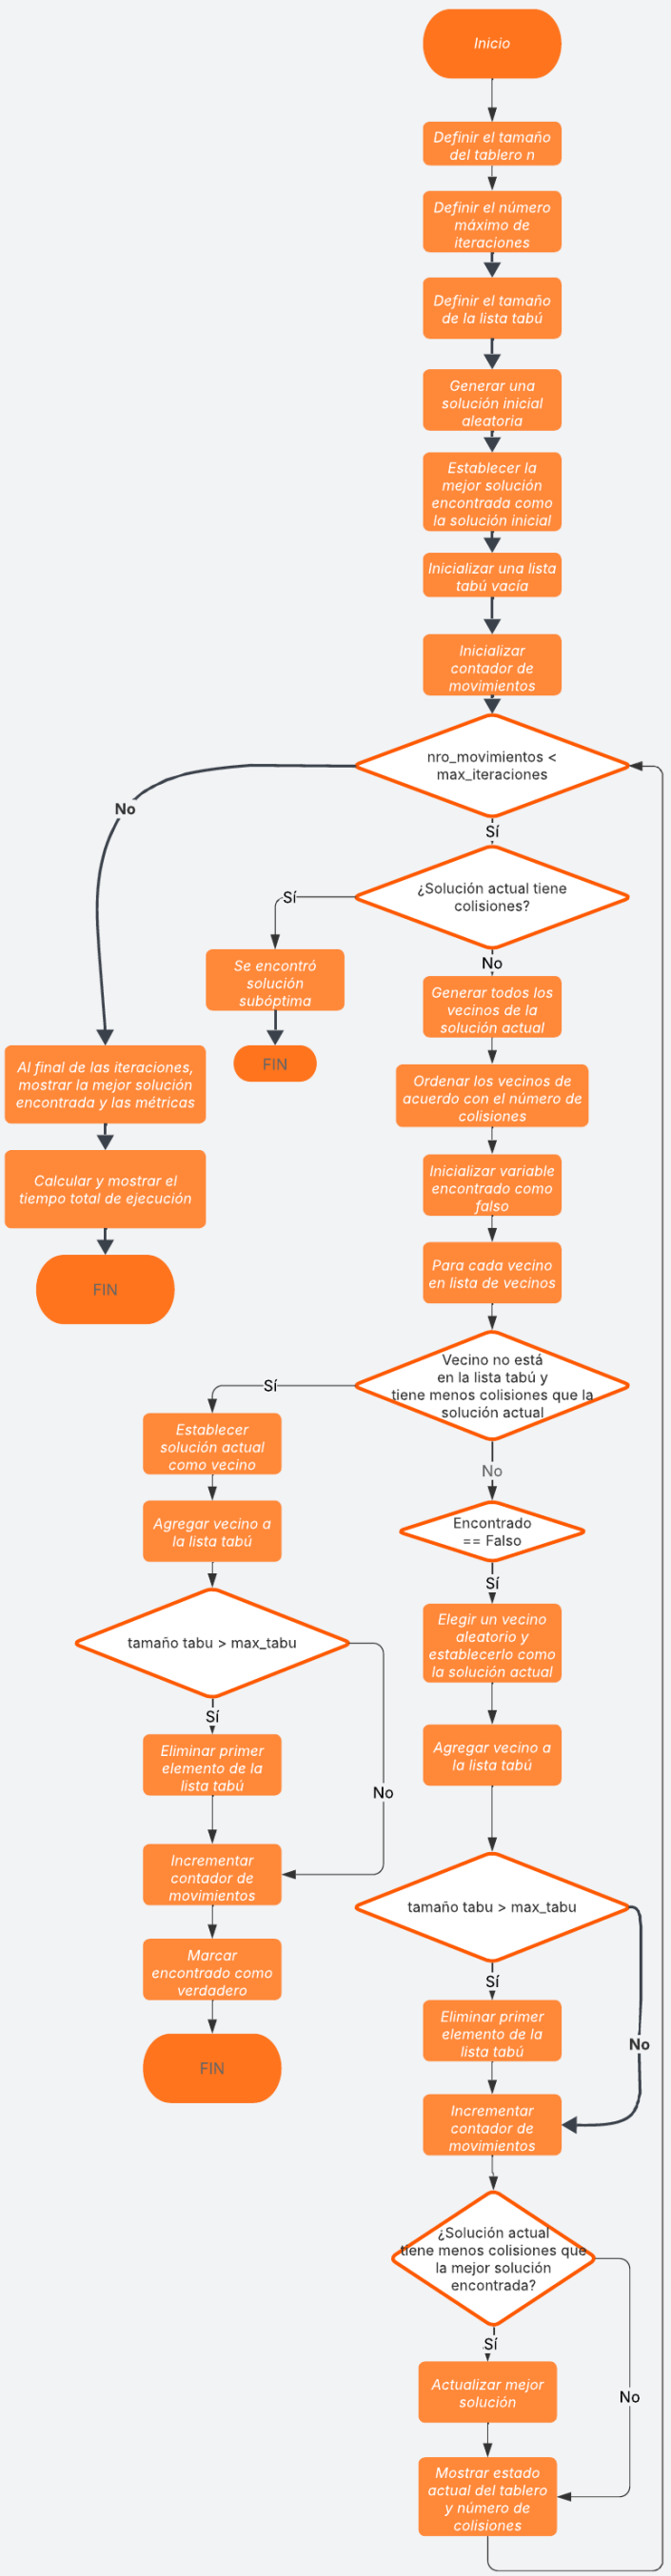 Inicio
Definir el tamaño
del tablero n
Definir el número
máximo de
iteraciones
Definir el tamaño
de la lista tabú
Generar una
solución inicial
aleatoria
Establecer la
mejor solución
encontrada como
la solución inicial
Inicializar una lista
tabú vacía
Inicializar
contador de
movimientos
nro_movimientos <
max_iteraciones
No
Sí
¿Solución actual tiene
colisiones?
Sí
No
Se encontró
solución
subóptima
FIN
Generar todos los
vecinos de la
solución actual
Al final de las iteraciones,
mostrar la mejor solución
encontrada y las métricas
Ordenar los vecinos de
acuerdo con el número de
colisiones
Calcular y mostrar el
tiempo total de ejecución
Inicializar variable
encontrado como
falso
FIN
Para cada vecino
en lista de vecinos
Vecino no está
en la lista tabú y
tiene menos colisiones que la
solución actual
Sí
No
Establecer
solución actual
como vecino
Agregar vecino a
la lista tabú
Encontrado
== Falso
Sí
tamaño tabu > max_tabu
Sí
No
Elegir un vecino
aleatorio y
establecerlo como
la solución actual
Eliminar primer
elemento de la
lista tabú
Agregar vecino a
la lista tabú
Incrementar
contador de
movimientos
tamaño tabu > max_tabu
Sí
No
Marcar
encontrado como
verdadero
FIN
Eliminar primer
elemento de la
lista tabú
Incrementar
contador de
movimientos
¿Solución actual
tiene menos colisiones que
la mejor solución
encontrada?
Sí
No
Actualizar mejor
solución
Mostrar estado
actual del tablero
y número de
colisiones